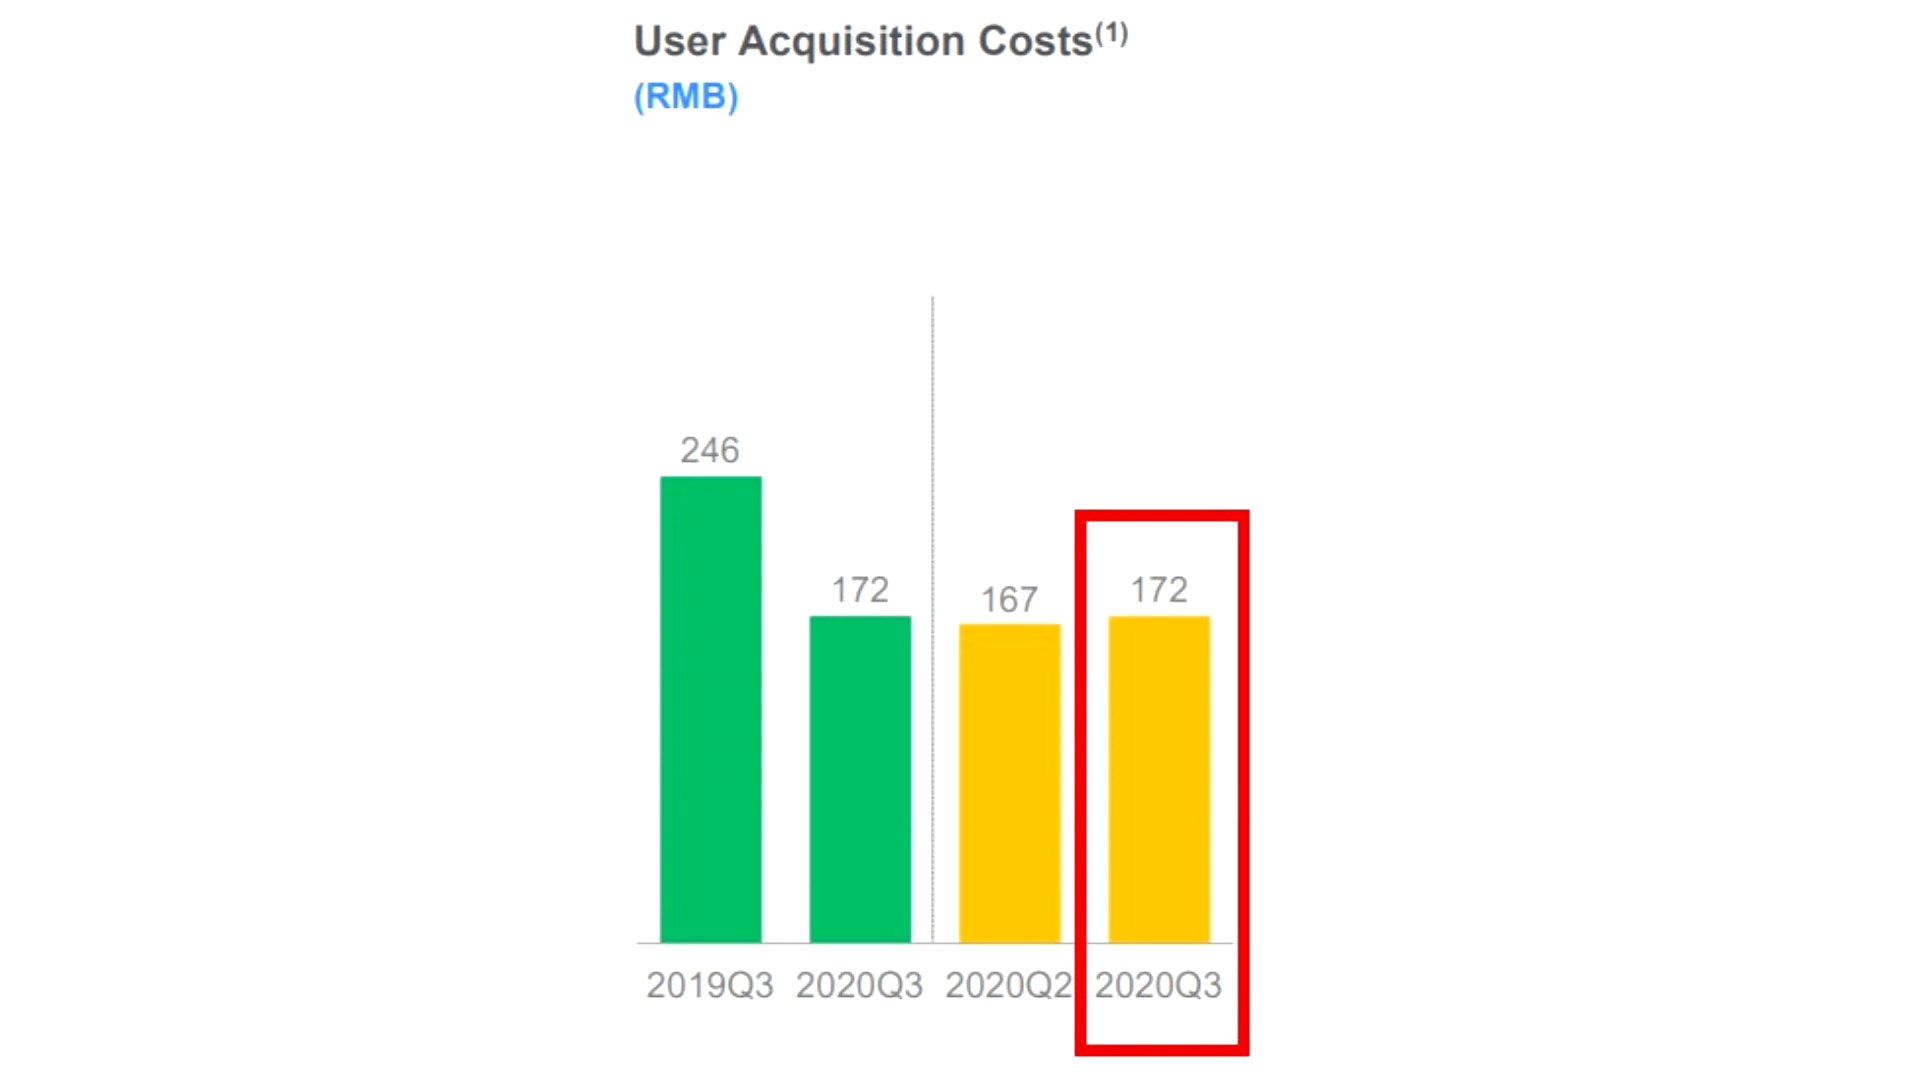 User Acquisition Costs(1)
(RMB)
246
172
167
172
2019Q3 2020Q3 2020Q2 2020Q3